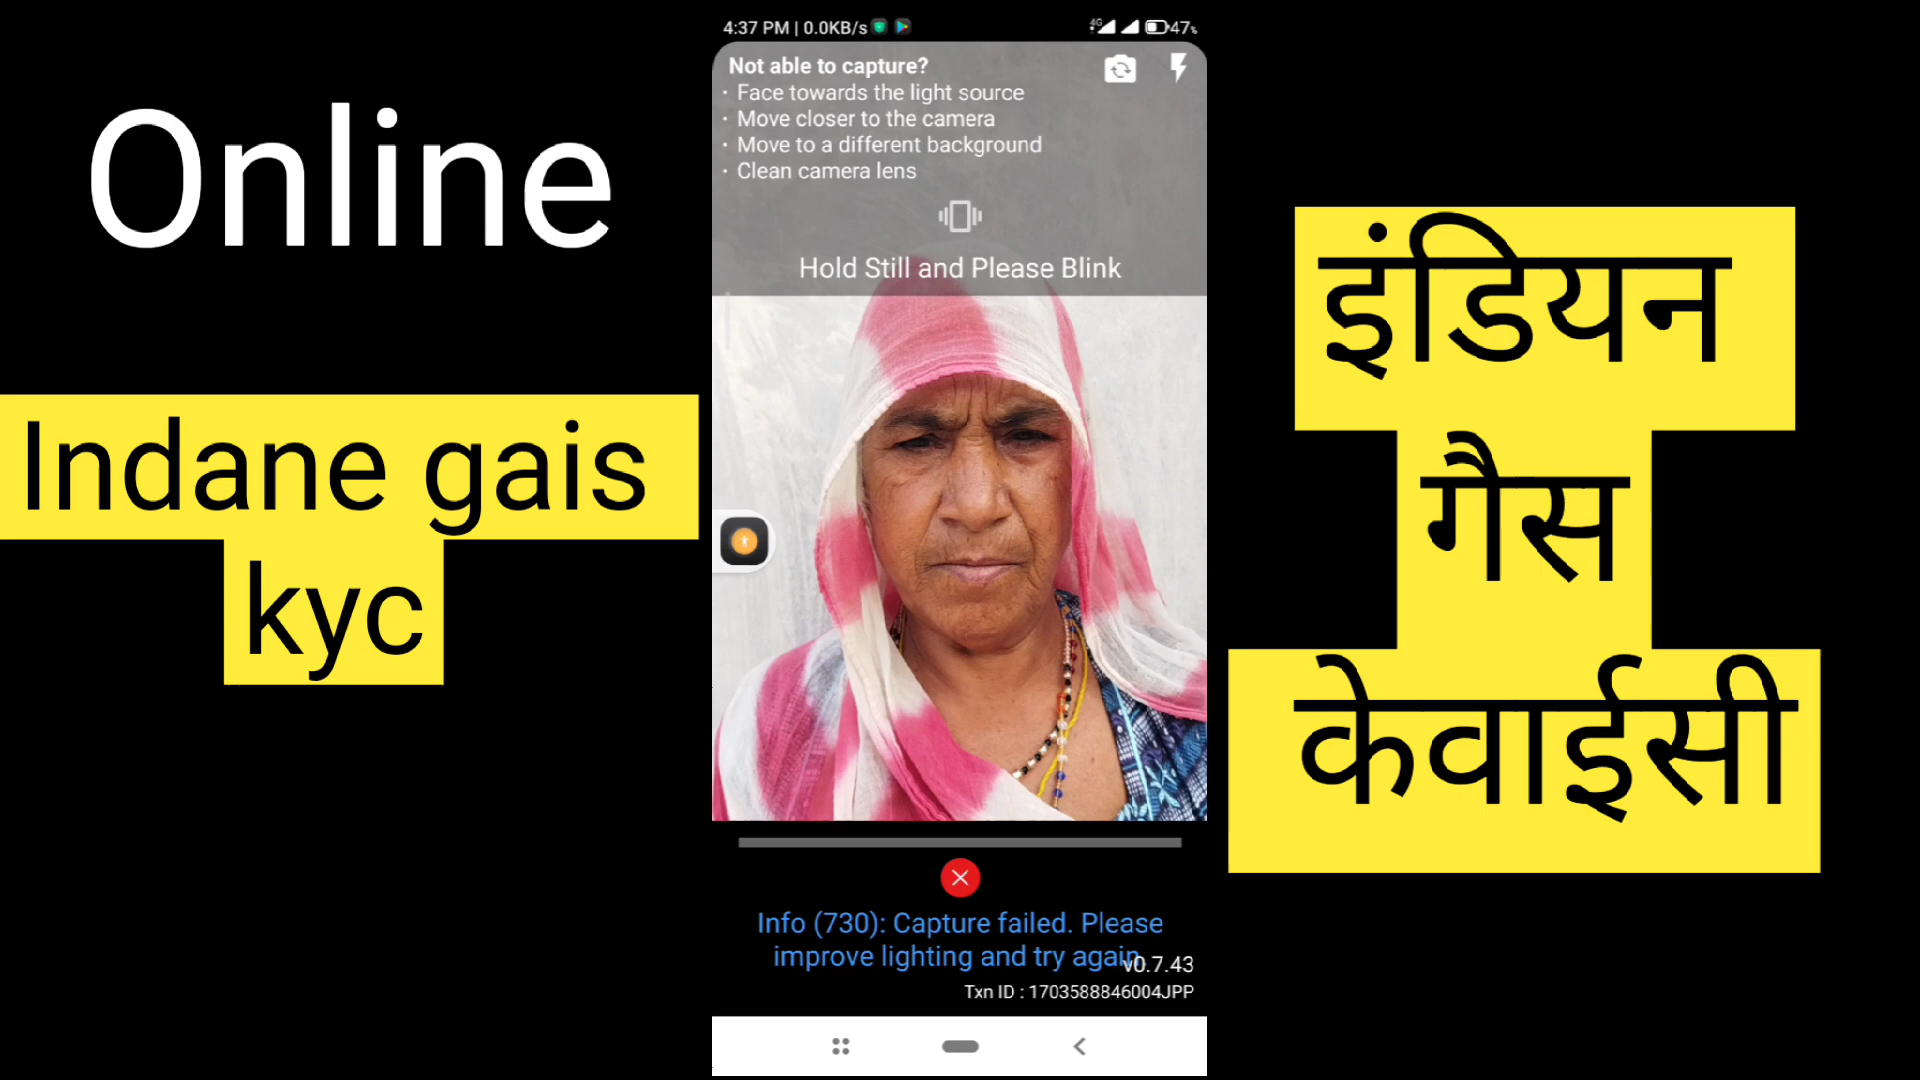 Online
Indane gais
kyc
4:37 PM | 0.0KB/s
4G
47%
Not able to capture?
· Face towards the light source
· Move closer to the camera
· Move to a different background
· Clean camera lens
Hold Still and Please Blink
Info (730): Capture failed. Please
improve lighting and try again
v0.7.43
Txn ID : 1703588846004JPP
इंडियन
गैस
केवाईसी